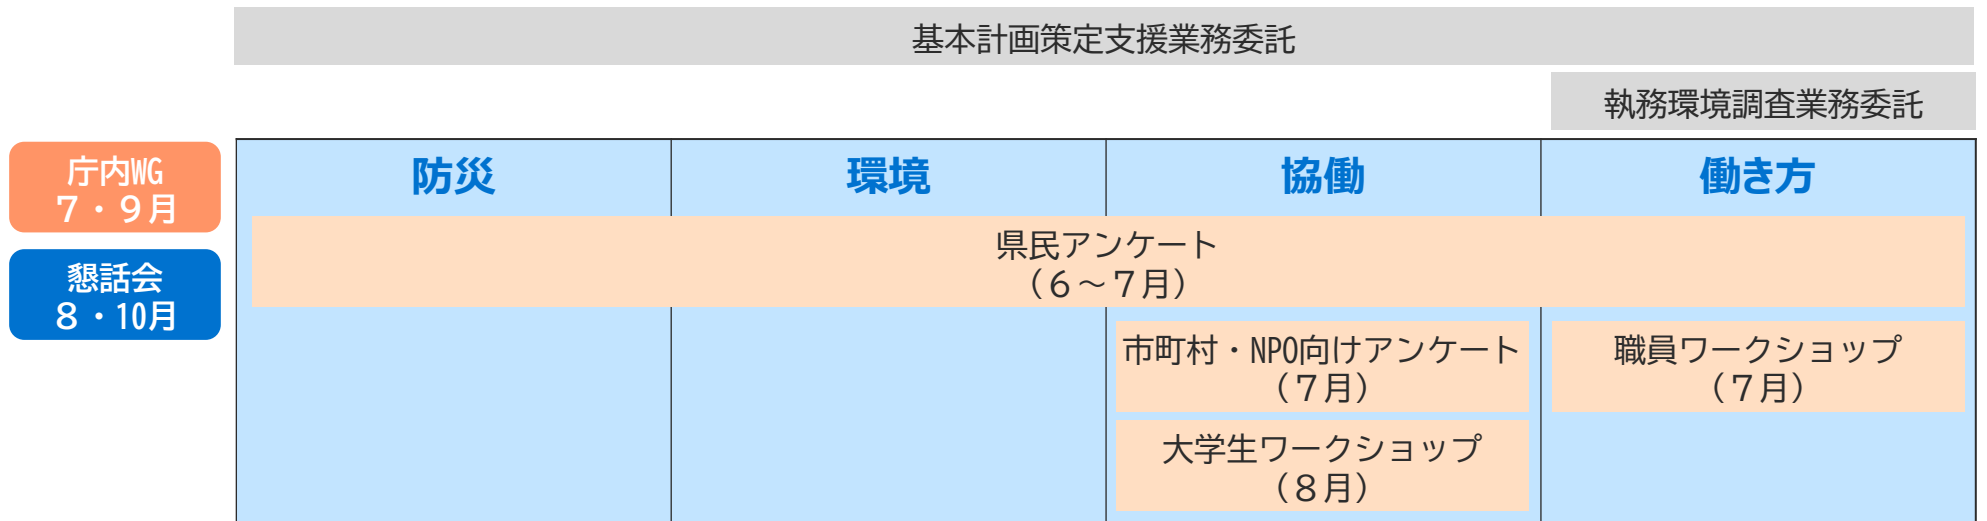 基本計画策定支援業務委託
執務環境調査業務委託
庁内WG
７・９月
懇話会
８・10月
防災
環境
協働
働き方
県民アンケート
（６～７月）
市町村・NPO向けアンケート
（７月）
職員ワークショップ
（７月）
大学生ワークショップ
（８月）